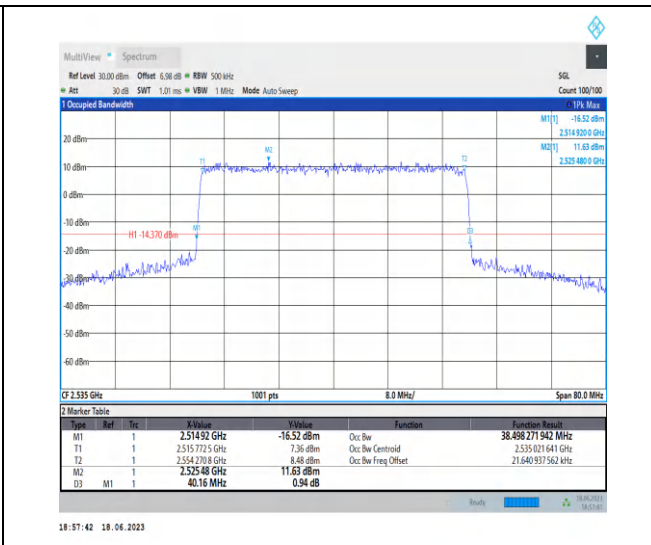 MultiView Spectrum
Ref Level 30.00 dBm Offset 6.98 dB RBW 500 kHz SGL
Att 30 dB SWT 1.01 ms VBW 1 MHz Mode Auto Sweep Count 100/100
1 Occupied Bandwidth 1Pk Max
M1[1] -16.52 dBm
2.514 920 0 GHz
M2[1] 11.63 dBm
2.525 480 0 GHz
20 dBm
10 dBm
0 dBm
-10 dBm
-20 dBm
-30 dBm
-40 dBm
-50 dBm
-60 dBm
T1
M2
T2
M1
D3
H1 -14.370 dBm
CF 2.535 GHz 1001 pts 8.0 MHz/ Span 80.0 MHz
2 Marker Table
Type Ref Trc X-Value Y-Value Function Function Result
M1 1 2.51492 GHz -16.52 dBm Occ Bw 38.498 271 942 MHz
T1 1 2.515 772 5 GHz 7.36 dBm Occ Bw Centroid 2.535 021 641 GHz
T2 1 2.554 270 8 GHz 8.48 dBm Occ Bw Freq Offset 21.640 937 562 kHz
M2 1 2.52548 GHz 11.63 dBm
D3 M1 1 40.16 MHz 0.94 dB
Ready 18.06.2023
18:57:41
18:57:42 18.06.2023